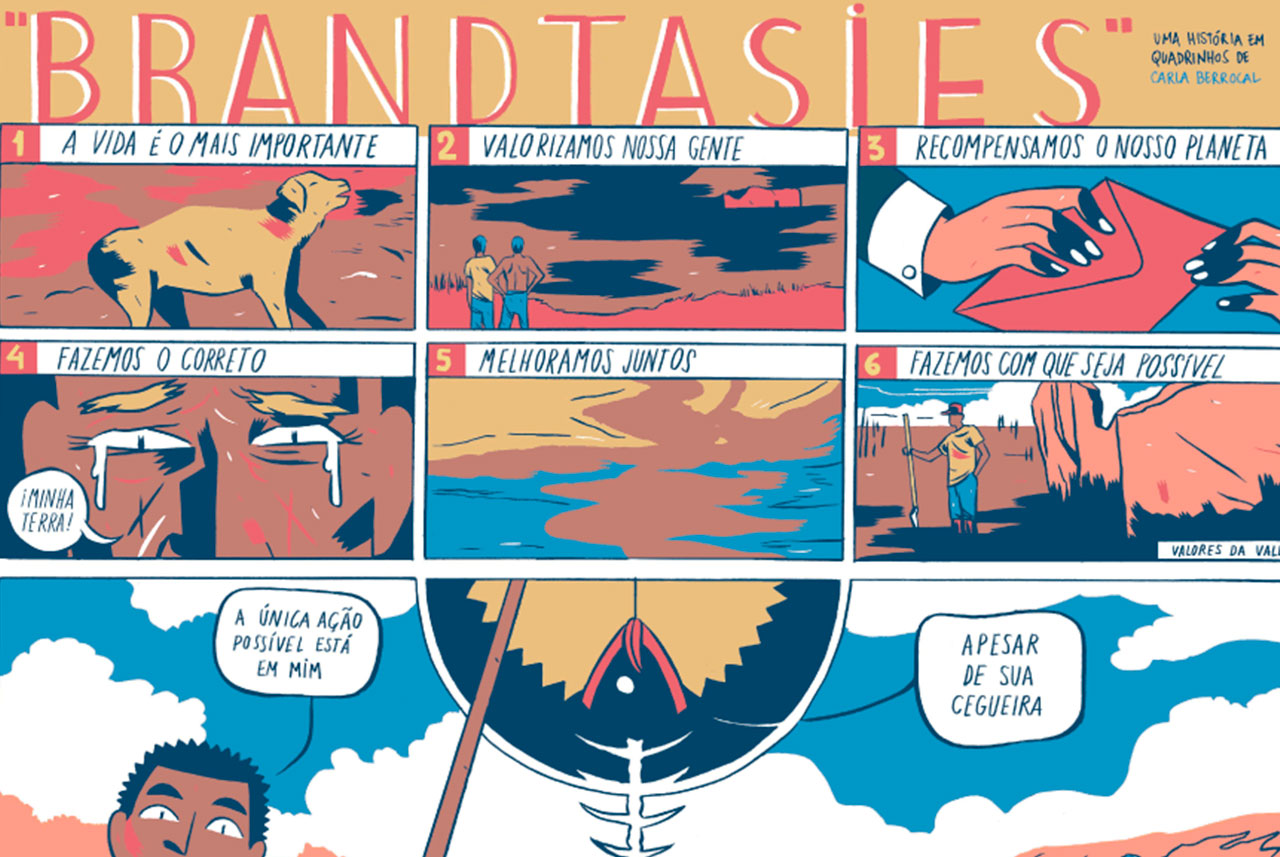 "BRANDTASIES"
UMA HISTÓRIA EM
QUADRINHOS DE
CARLA BERROCAL
1 A VIDA É O MAIS IMPORTANTE
2 VALORIZAMOS NOSSA GENTE
3 RECOMPENSAMOS O NOSSO PLANETA
4 FAZEMOS O CORRETO
¡MINHA
TERRA!
5 MELHORAMOS JUNTOS
6 FAZEMOS COM QUE SEJA POSSÍVEL
VALORES DA VAL
A ÚNICA AÇÃO
POSSÍVEL ESTÁ
EM MIM
APESAR
DE SUA
CEGUEIRA